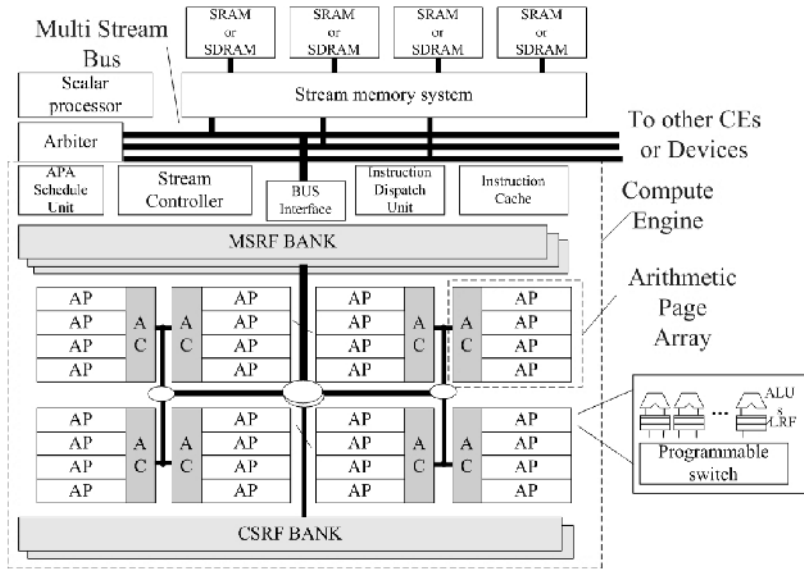 SRAM
or
SDRAM
SRAM
or
SDRAM
SRAM
or
SDRAM
SRAM
or
SDRAM
Multi Stream
Bus
Scalar
processor
Stream memory system
Arbiter
To other CEs
or Devices
APA
Schedule
Unit
Stream
Controller
BUS
Interface
Instruction
Dispatch
Unit
Instruction
Cache
Compute
Engine
MSRF BANK
AP
AP
AP
AP
A
C
A
C
AP
AP
AP
AP
AP
AP
AP
AP
A
C
A
C
AP
AP
AP
AP
Arithmetic
Page
Array
AP
AP
AP
AP
A
C
A
C
AP
AP
AP
AP
AP
AP
AP
AP
A
C
A
C
AP
AP
AP
AP
ALU
s
...
LRF
Programmable
switch
CSRF BANK